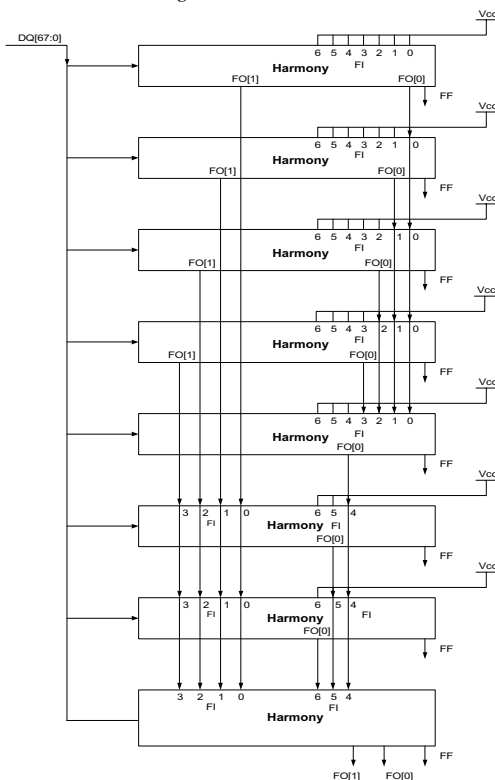 Vcc
DQ[67:0]
6 5 4 3 2 1 0
FI
Harmony
FO[1] FO[0]
FF
Vcc
6 5 4 3 2 1 0
FI
Harmony
FO[1] FO[0]
FF
Vcc
6 5 4 3 2 1 0
FI
Harmony
FO[1] FO[0]
FF
Vcc
6 5 4 3 2 1 0
FI
Harmony
FO[1] FO[0]
FF
Vcc
6 5 4 3 2 1 0
FI
Harmony
FO[0]
FF
Vcc
3 2 1 0 6 5 4
FI Harmony FI
FO[0]
FF
Vcc
3 2 1 0 6 5 4
FI Harmony FI
FO[0]
FF
3 2 1 0 6 5 4
FI FI
Harmony
FF
FO[1] FO[0]